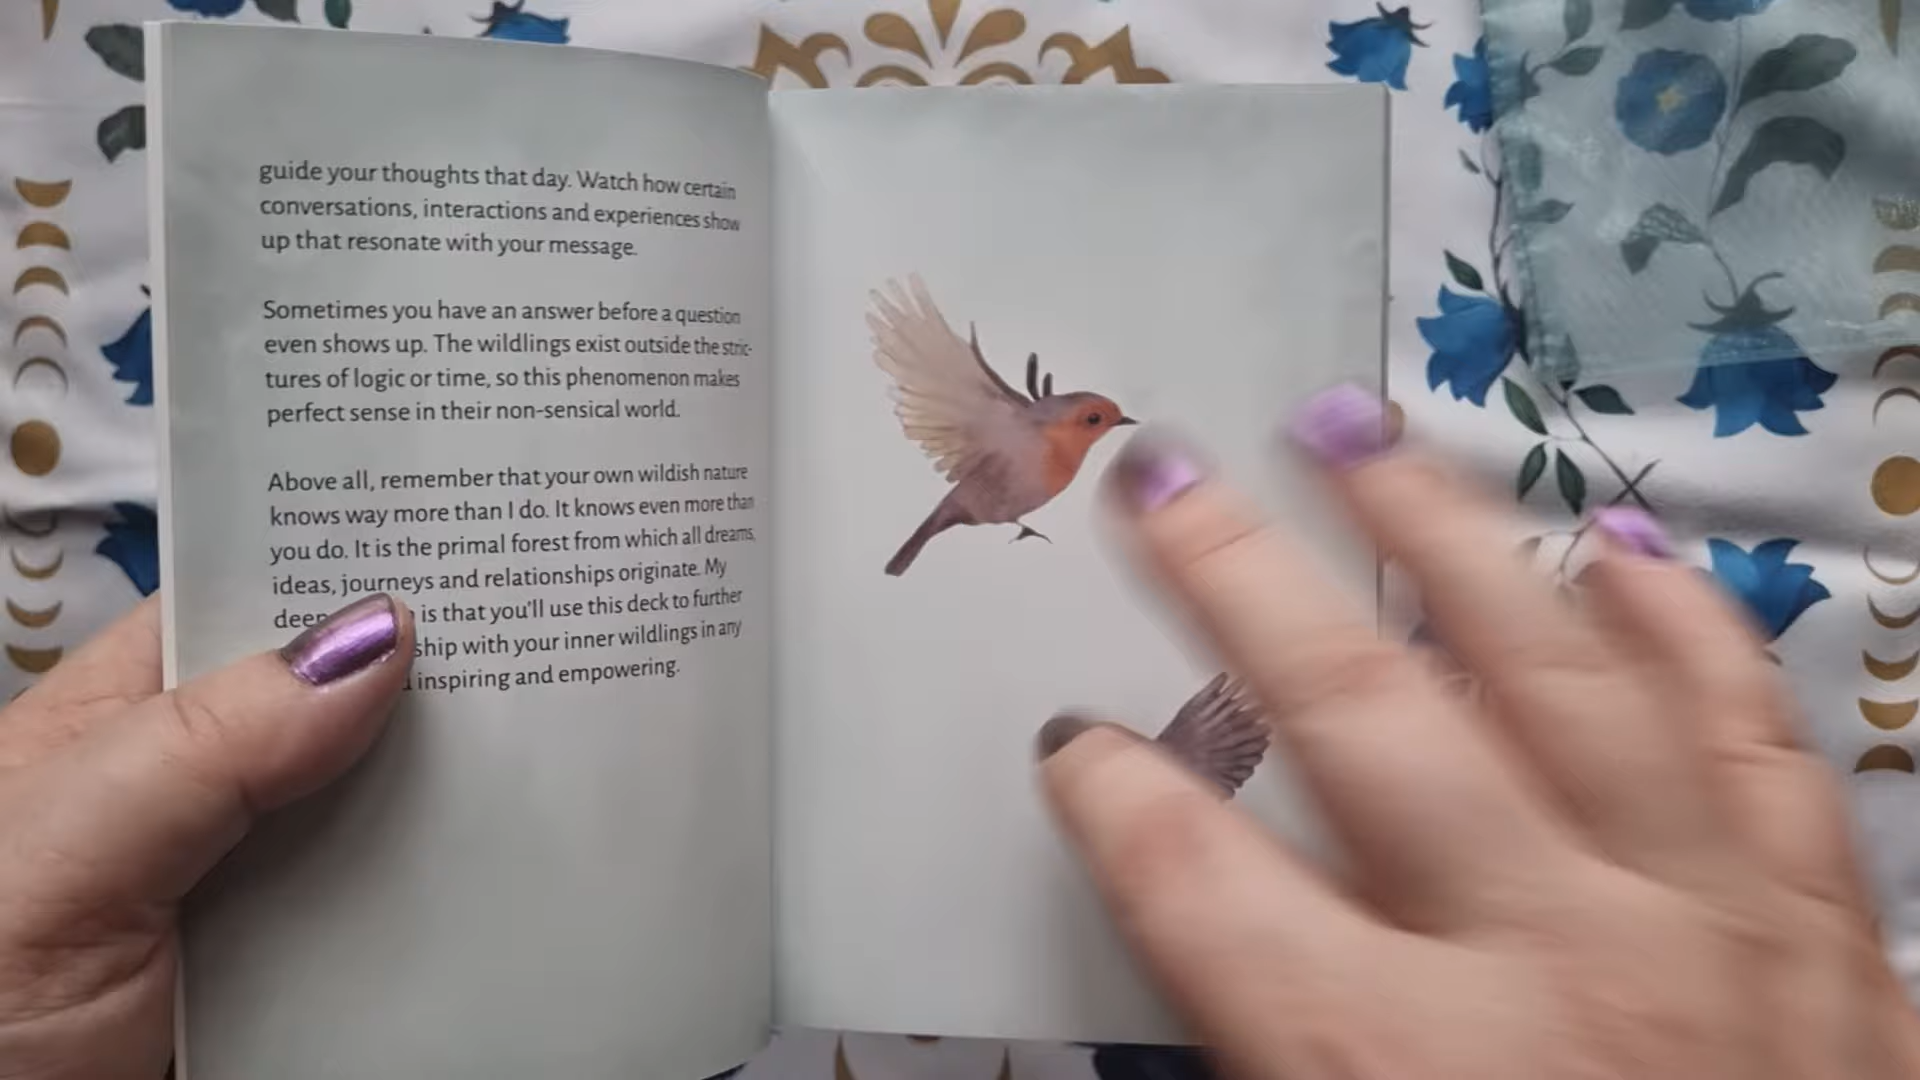 guide your thoughts that day. Watch how certain
conversations, interactions and experiences show
up that resonate with your message.
Sometimes you have an answer before a question
even shows up. The wildlings exist outside the stric-
tures of logic or time, so this phenomenon makes
perfect sense in their non-sensical world.
Above all, remember that your own wildish nature
knows way more than I do. It knows even more than
you do. It is the primal forest from which all dreams,
ideas, journeys and relationships originate. My
is that you'll use this deck to further
with your inner wildlings in any
inspiring and empowering.